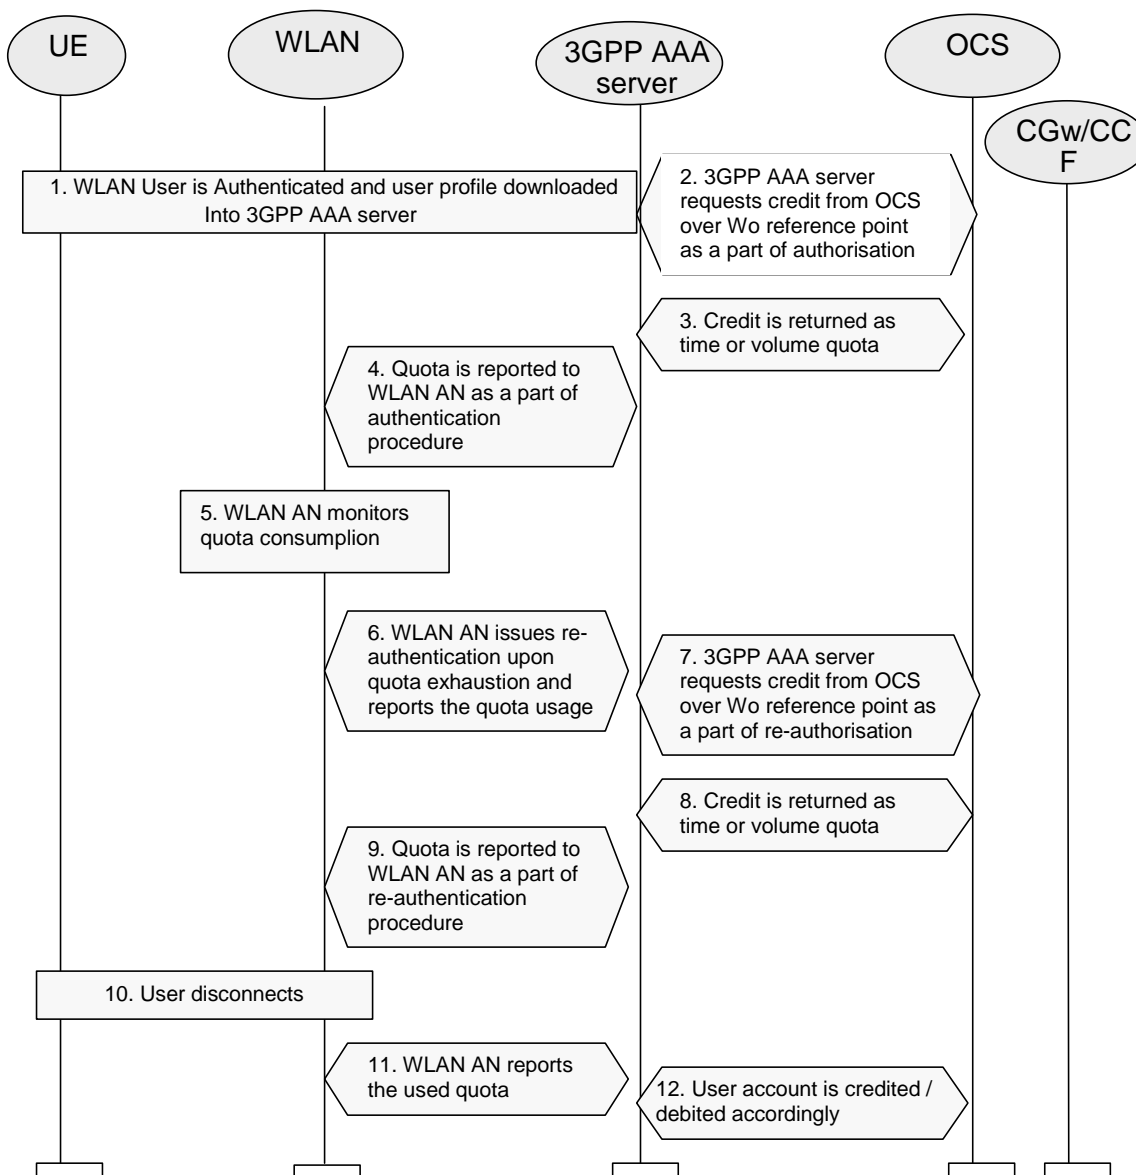 UE
WLAN
3GPP AAA
server
OCS
CGw/CC
F
1. WLAN User is Authenticated and user profile downloaded
Into 3GPP AAA server
2. 3GPP AAA server
requests credit from OCS
over Wo reference point
as a part of authorisation
3. Credit is returned as
time or volume quota
4. Quota is reported to
WLAN AN as a part of
authentication
procedure
5. WLAN AN monitors
quota consumplion
6. WLAN AN issues re-
authentication upon
quota exhaustion and
reports the quota usage
7. 3GPP AAA server
requests credit from OCS
over Wo reference point as
a part of re-authorisation
8. Credit is returned as
time or volume quota
9. Quota is reported to
WLAN AN as a part of
re-authentication
procedure
10. User disconnects
11. WLAN AN reports
the used quota
12. User account is credited /
debited accordingly